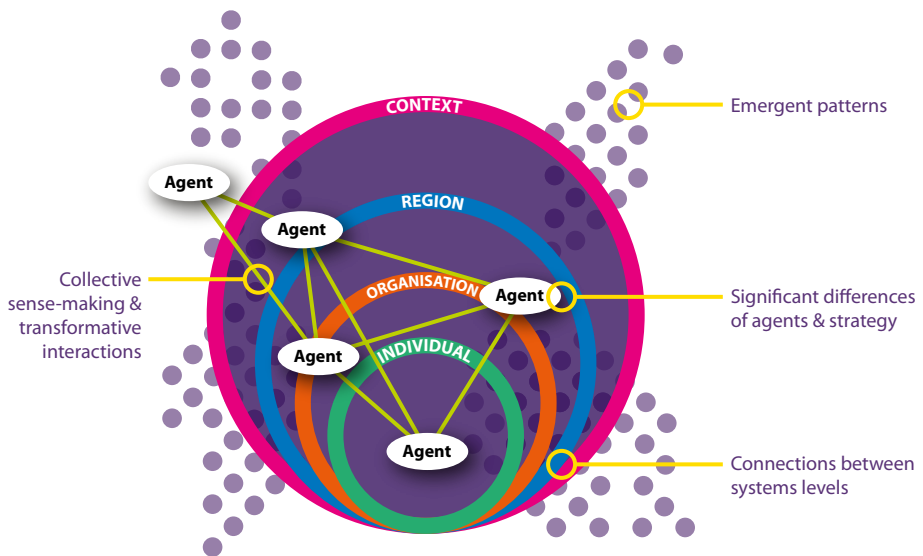 CONTEXT
Emergent patterns
Agent
REGION
Agent
Collective
sense-making &
transformative
interactions
ORGANISATION
Agent
Significant differences
of agents & strategy
INDIVIDUAL
Agent
Agent
Connections between
systems levels